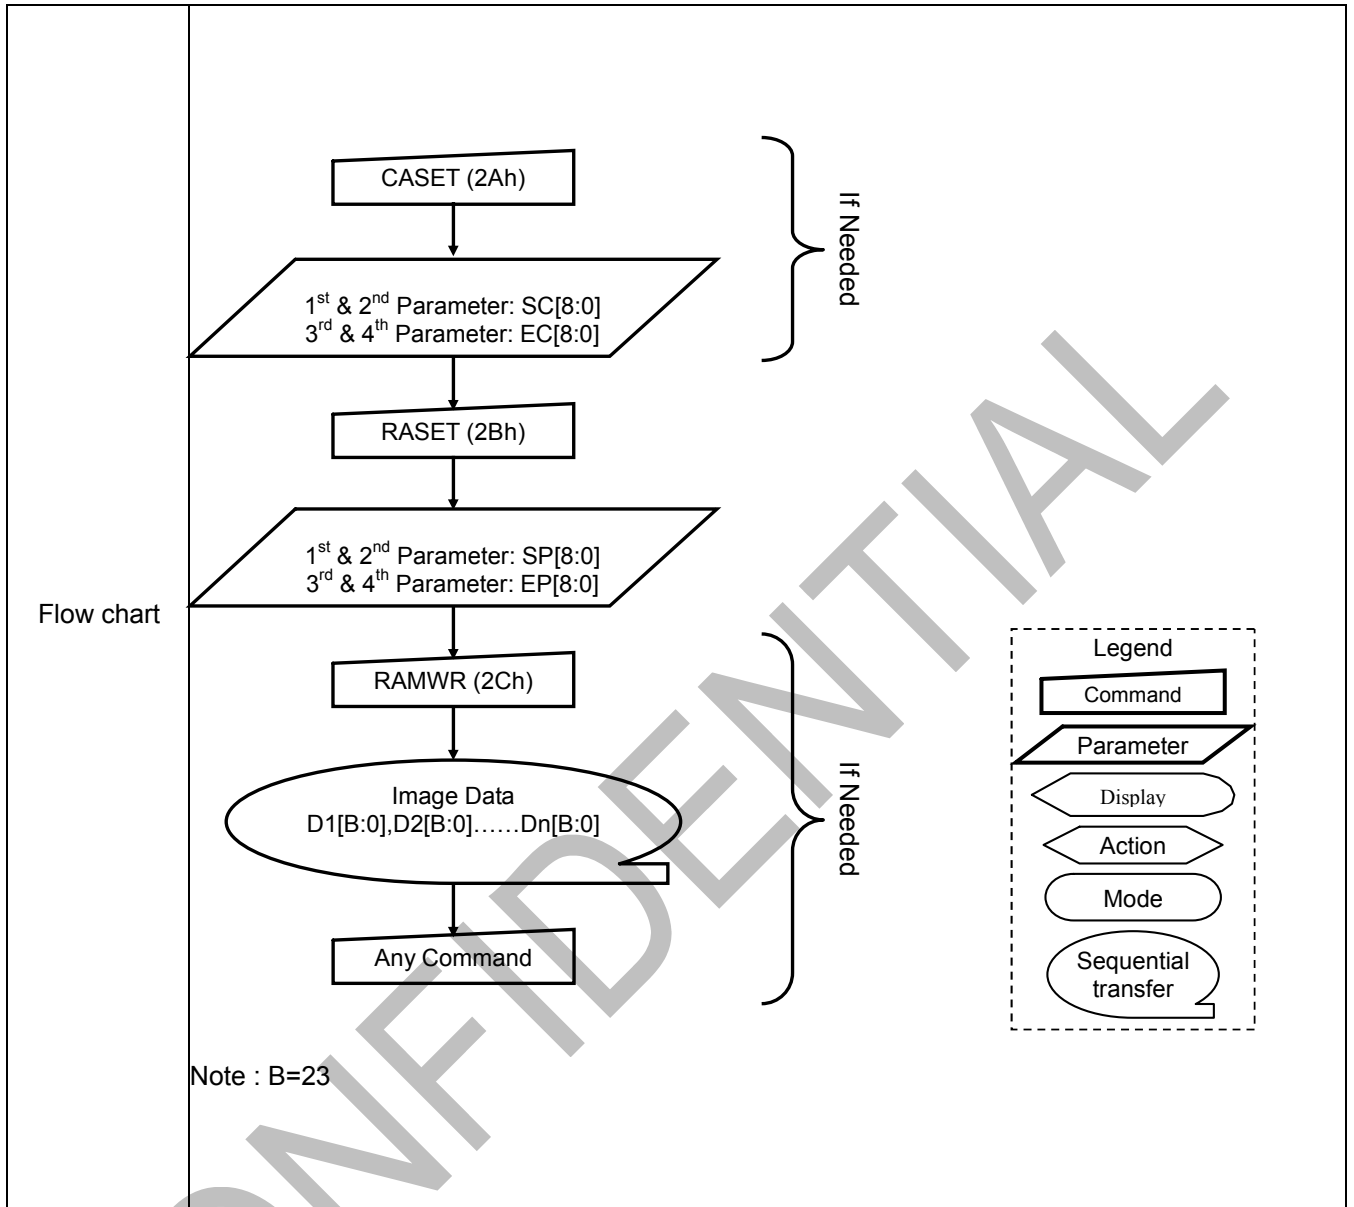 CASET (2Ah)
If Needed
1st & 2nd Parameter: SC[8:0]
3rd & 4th Parameter: EC[8:0]
RASET (2Bh)
1st & 2nd Parameter: SP[8:0]
3rd & 4th Parameter: EP[8:0]
Flow chart
RAMWR (2Ch)
Image Data
D1[B:0],D2[B:0]......Dn[B:0]
If Needed
Any Command
Legend
Command
Parameter
Display
Action
Mode
Sequential
transfer
Note : B=23
ONFIDENTIAL